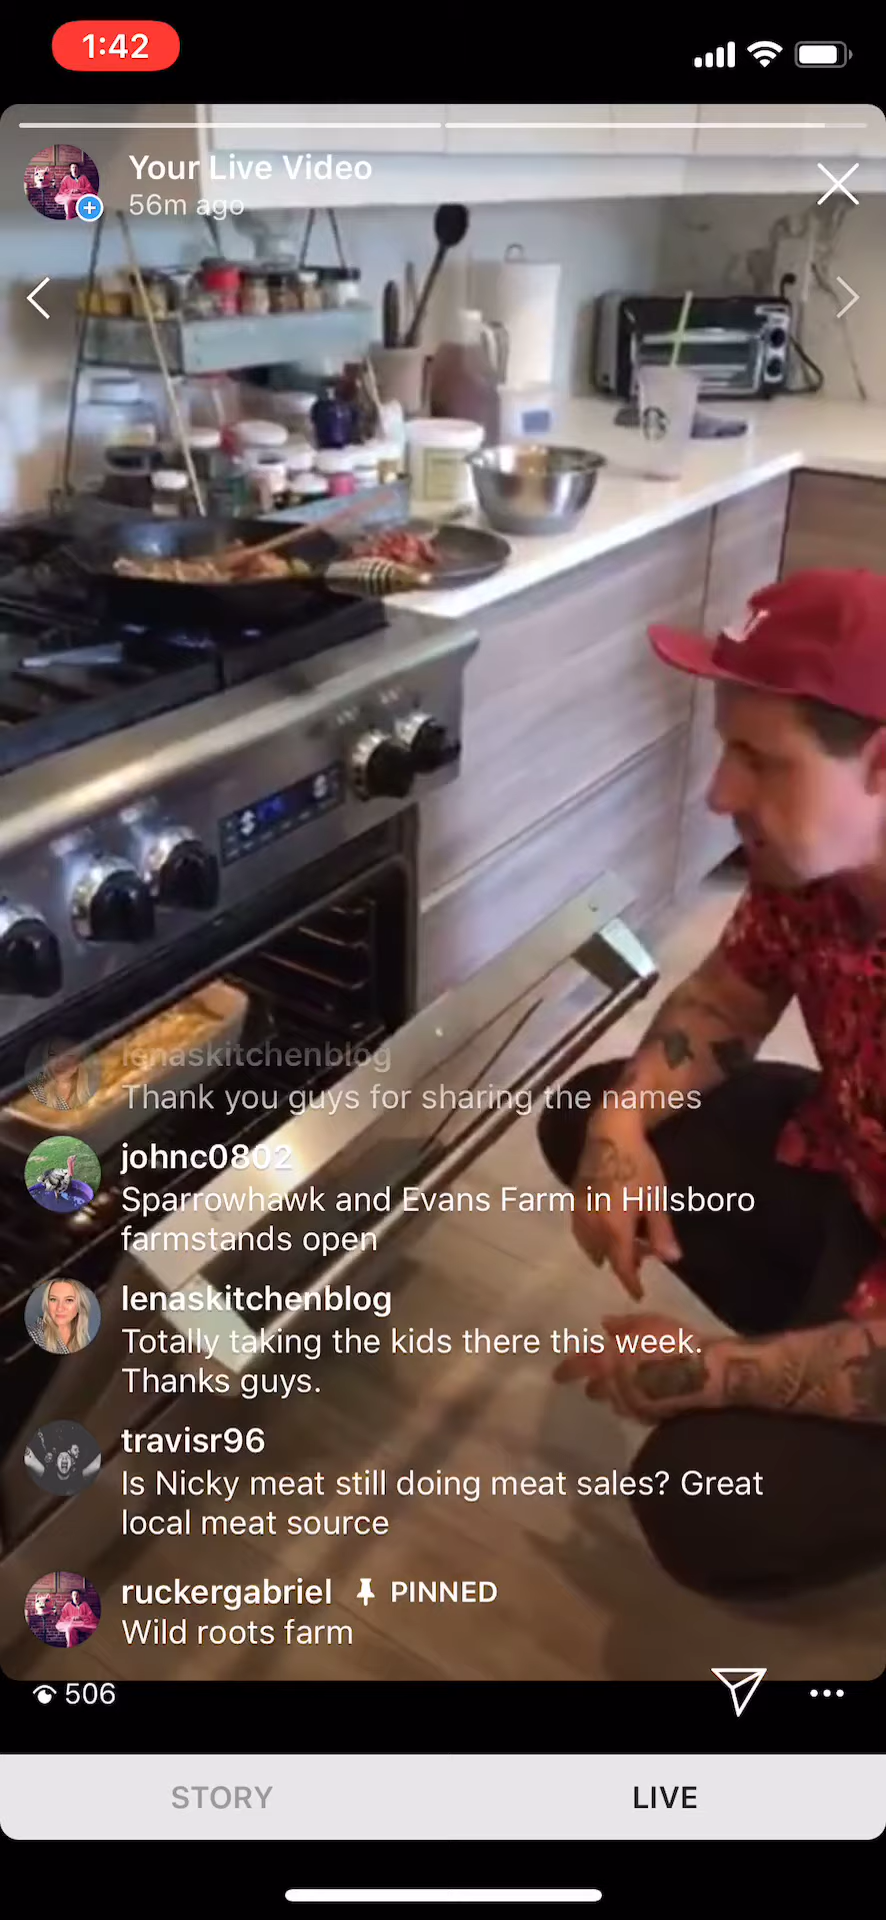 1:42
Your Live Video
56m ago
lenaskitchenblog
Thank you guys for sharing the names
johnc0802
Sparrowhawk and Evans Farm in Hillsboro
farmstands open
lenaskitchenblog
Totally taking the kids there this week.
Thanks guys.
travisr96
Is Nicky meat still doing meat sales? Great
local meat source
ruckergabriel PINNED
Wild roots farm
506
STORY
LIVE